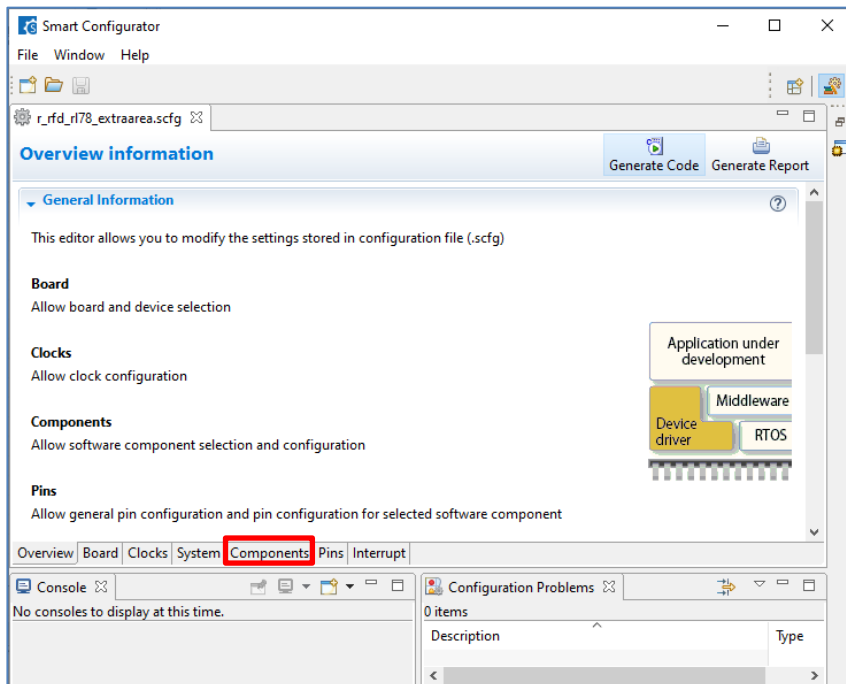 Smart Configurator
File Window Help
r_rfd_rl78_extraarea.scfg
Overview information
Generate Code Generate Report
General Information
This editor allows you to modify the settings stored in configuration file (.scfg)
Board
Allow board and device selection
Clocks
Allow clock configuration
Components
Allow software component selection and configuration
Pins
Allow general pin configuration and pin configuration for selected software component
Application under
development
Middleware
Device
driver
RTOS
Overview Board Clocks System Components Pins Interrupt
Console
No consoles to display at this time.
Configuration Problems
0 items
Description Type